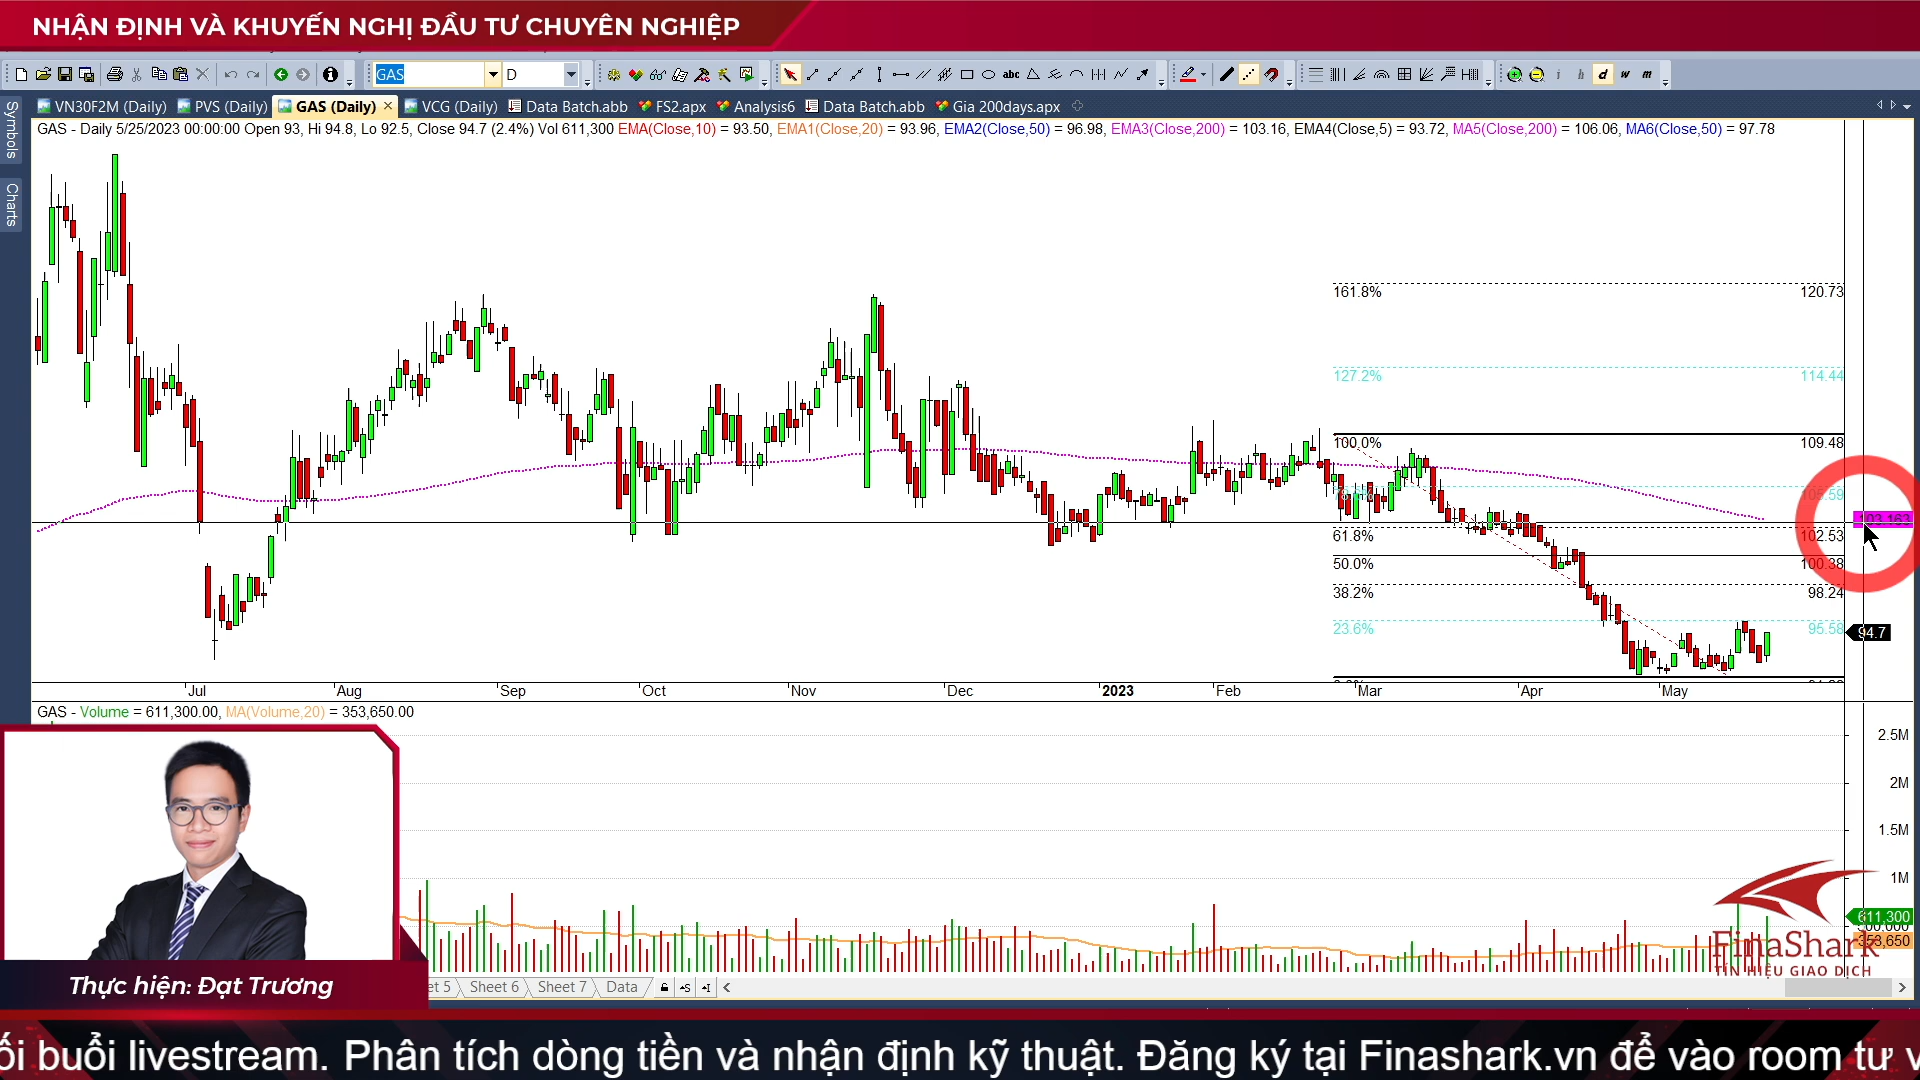 NHẬN ĐỊNH VÀ KHUYẾN NGHỊ ĐẦU TƯ CHUYÊN NGHIỆP
GAS D abc i h d w m
Symbols
Charts
VN30F2M (Daily) PVS (Daily) GAS (Daily) VCG (Daily) Data Batch.abb FS2.apx Analysis6 Data Batch.abb Gia 200days.apx
GAS - Daily 5/25/2023 00:00:00 Open 93, Hi 94.8, Lo 92.5, Close 94.7 (2.4%) Vol 611,300 EMA(Close,10) = 93.50, EMA1(Close,20) = 93.96, EMA2(Close,50) = 96.98, EMA3(Close,200) = 103.16, EMA4(Close,5) = 93.72, MA5(Close,200) = 106.06, MA6(Close,50) = 97.78
161.8% 120.73
127.2% 114.44
100.0% 109.48
105.59
103.163
61.8% 102.53
50.0% 100.38
38.2% 98.24
23.6% 95.58
94.7
Jul Aug Sep Oct Nov Dec 2023 Feb Mar Apr May
GAS - Volume = 611,300.00, MA(Volume,20) = 353,650.00
2.5M
2M
1.5M
1M
611,300
353,650
FinaShark
TÍN HIỆU GIAO DỊCH
Thực hiện: Đạt Trương
et 5 Sheet 6 Sheet 7 Data
ối buổi livestream. Phân tích dòng tiền và nhận định kỹ thuật. Đăng ký tại Finashark.vn để vào room tư v